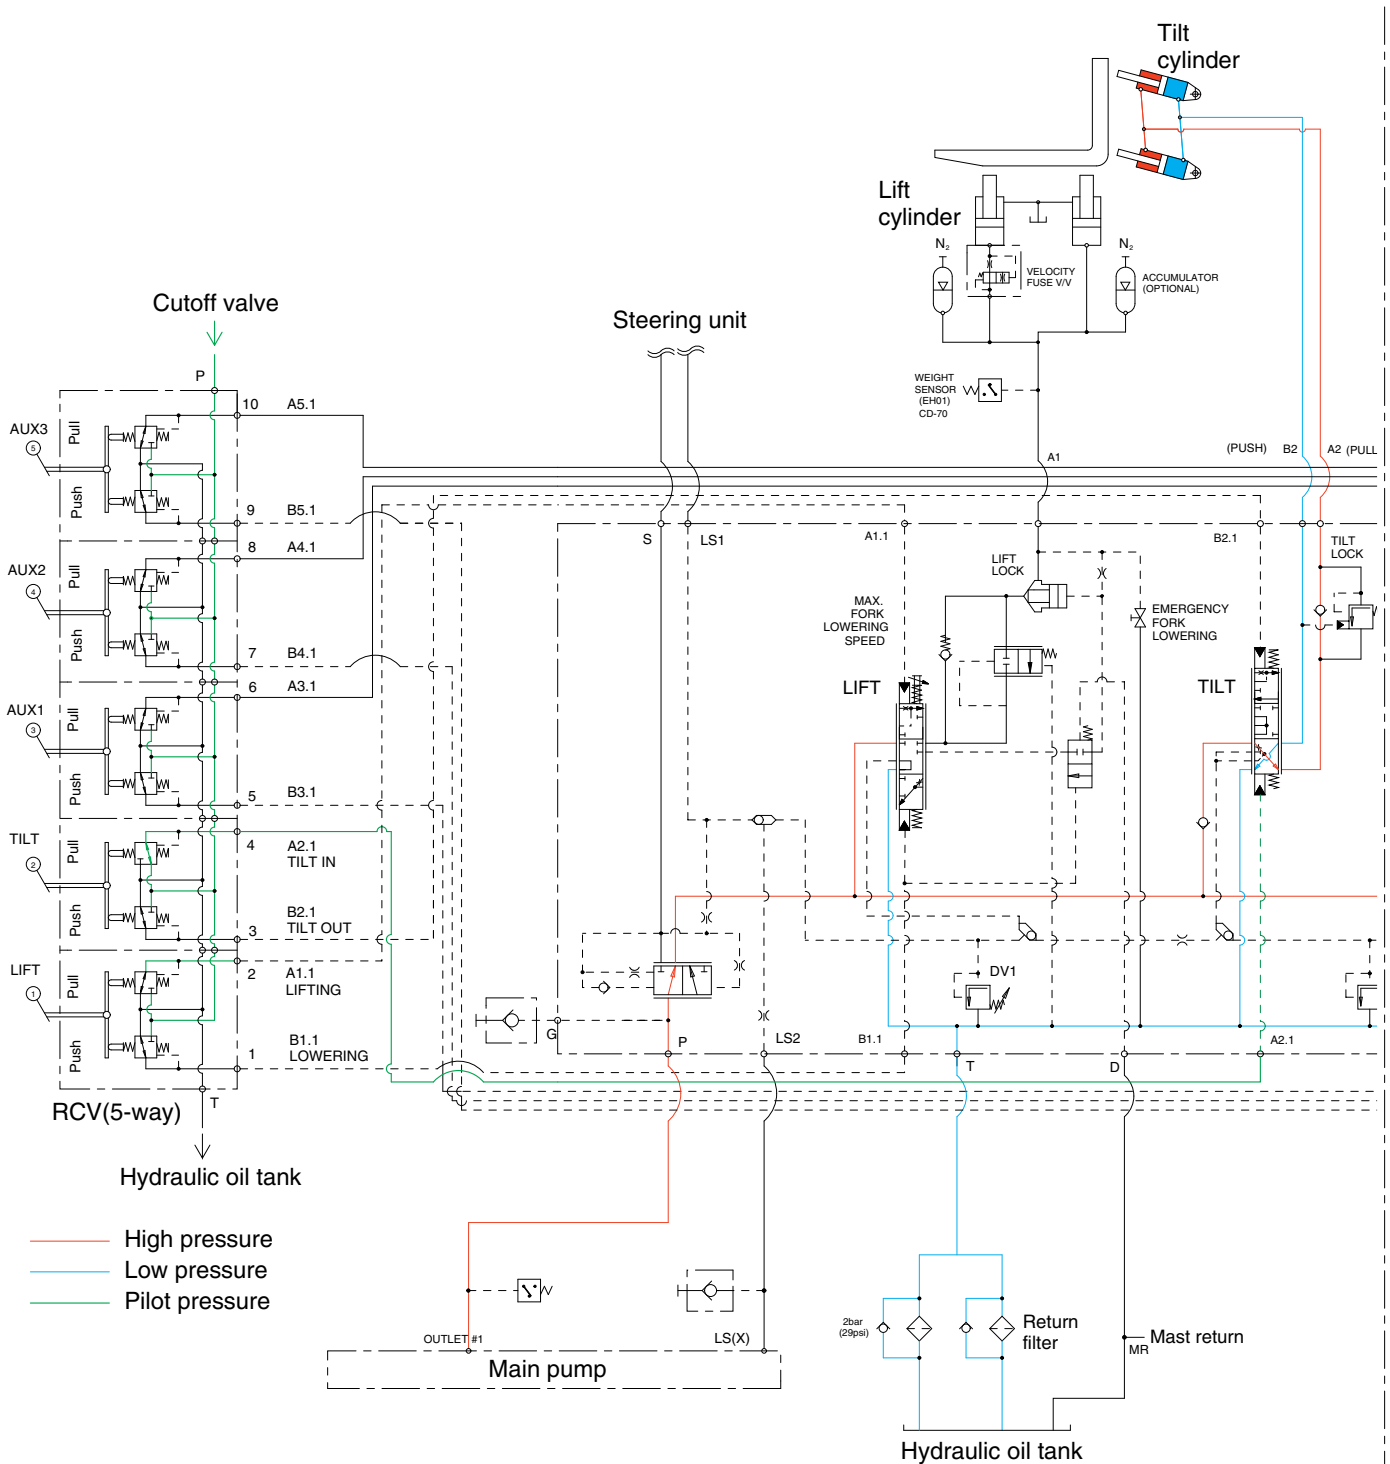 Tilt
cylinder
Lift
cylinder
N2
N2
VELOCITY
FUSE V/V
ACCUMULATOR
(OPTIONAL)
Cutoff valve
Steering unit
WEIGHT
SENSOR
(EH01)
CD-70
P
10 A5.1
AUX3
5
Pull
Push
9 B5.1
8 A4.1
AUX2
4
Pull
Push
7 B4.1
6 A3.1
AUX1
3
Pull
Push
5 B3.1
TILT
2
Pull
Push
4 A2.1
TILT IN
B2.1
TILT OUT
3
LIFT
1
Pull
Push
2 A1.1
LIFTING
1 B1.1
LOWERING
T
RCV(5-way)
Hydraulic oil tank
A1
(PUSH) B2 A2 (PULL
S LS1 A1.1 B2.1
LIFT
LOCK
TILT
LOCK
MAX.
FORK
LOWERING
SPEED
EMERGENCY
FORK
LOWERING
LIFT
TILT
DV1
G
P
LS2
B1.1
T
D
A2.1
High pressure
Low pressure
Pilot pressure
OUTLET #1
LS(X)
Main pump
2bar
(29psi)
Return
filter
Mast return
MR
Hydraulic oil tank